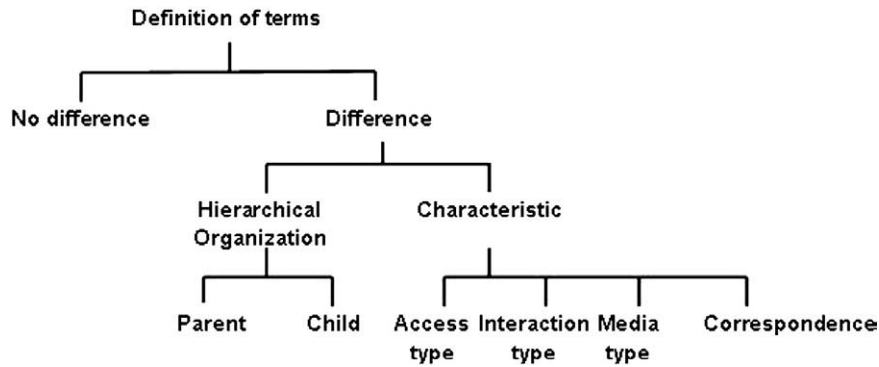 Definition of terms
No difference
Difference
Hierarchical
Organization
Characteristic
Parent
Child
Access
type
Interaction
type
Media
type
Correspondence